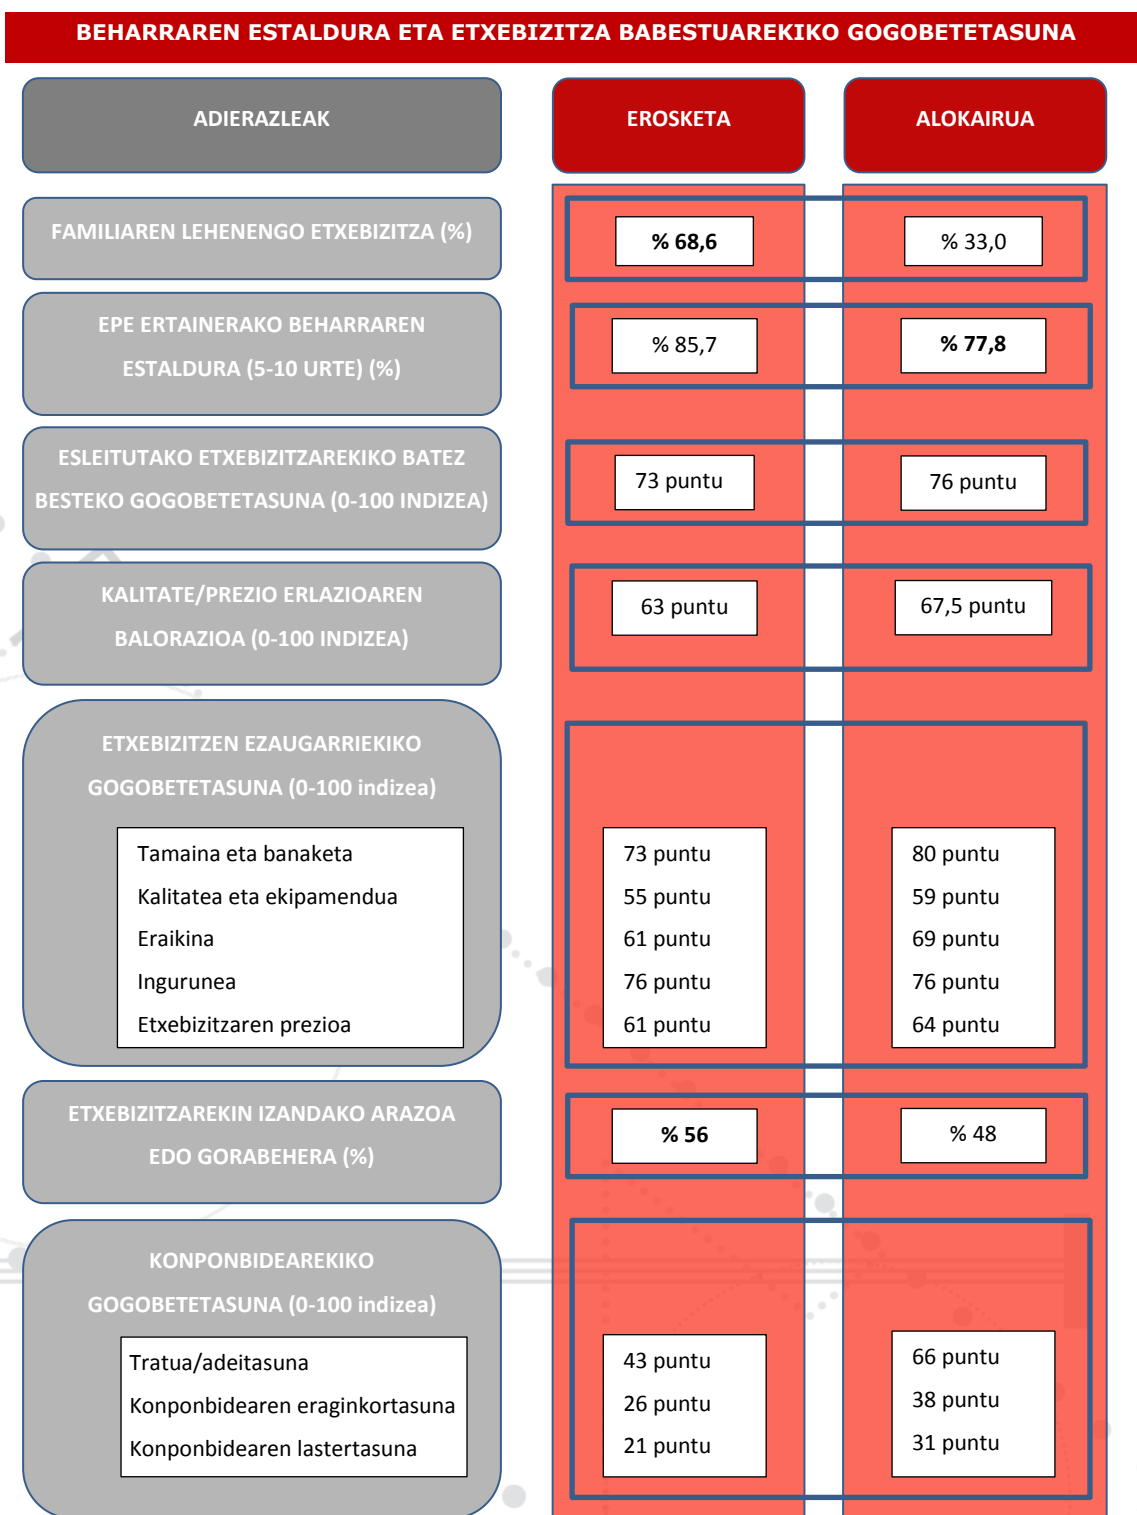 BEHARRAREN ESTALDURA ETA ETXEBIZITZA BABESTUAREKIKO GOGOBETETASUNA
ADIERAZLEAK
EROSKETA
ALOKAIRUA
FAMILIAREN LEHENENGO ETXEBIZITZA (%)
% 68,6
% 33,0
EPE ERTAINERAKO BEHARRAREN
ESTALDURA (5-10 URTE) (%)
% 85,7
% 77,8
ESLEITUTAKO ETXEBIZITZAREKIKO BATEZ
BESTEKO GOGOBETETASUNA (0-100 INDIZEA)
73 puntu
76 puntu
KALITATE/PREZIO ERLAZIOAREN
BALORAZIOA (0-100 INDIZEA)
63 puntu
67,5 puntu
ETXEBIZITZEN EZAUGARRIEKIKO
GOGOBETETASUNA (0-100 indizea)
Tamaina eta banaketa
73 puntu
80 puntu
Kalitatea eta ekipamendua
55 puntu
59 puntu
Eraikina
61 puntu
69 puntu
Ingurunea
76 puntu
76 puntu
Etxebizitzaren prezioa
61 puntu
64 puntu
ETXEBIZITZAREKIN IZANDAKO ARAZOA
EDO GORABEHERA (%)
% 56
% 48
KONPONBIDEAREKIKO
GOGOBETETASUNA (0-100 indizea)
Tratua/adeitasuna
43 puntu
66 puntu
Konponbidearen eraginkortasuna
26 puntu
38 puntu
Konponbidearen lastertasuna
21 puntu
31 puntu